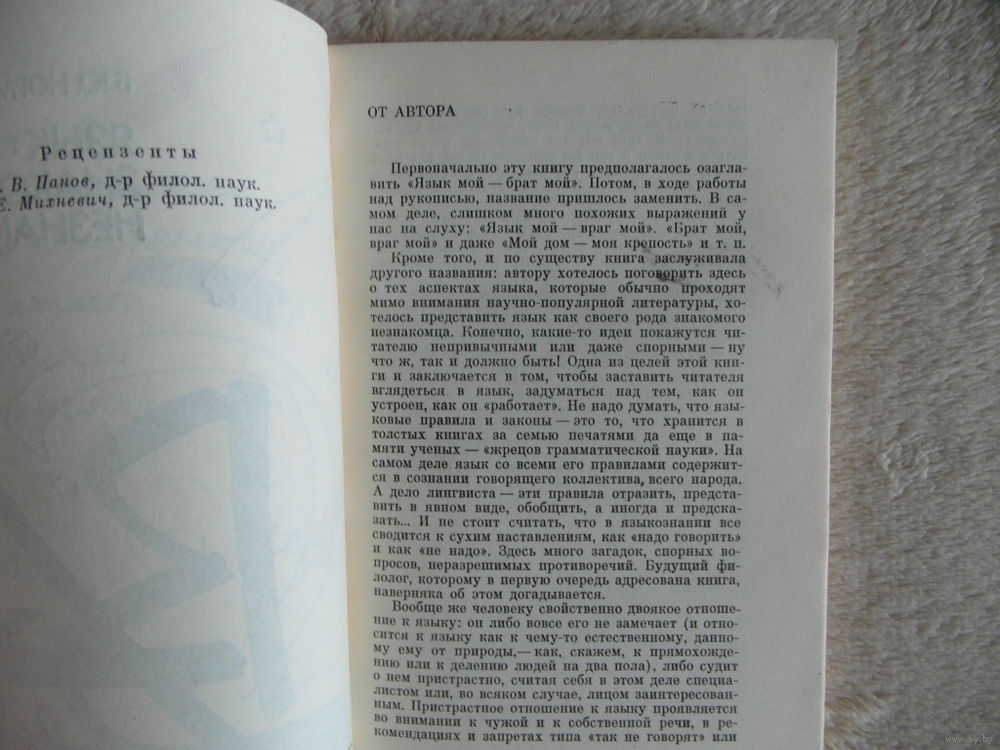 Рецензенты
В. Панов, д-р филол. наук.
Е. Михневич, д-р филол. наук.
ОТ АВТОРА
Первоначально эту книгу предполагалось озагла-
вить «Язык мой — брат мой». Потом, в ходе работы
над рукописью, название пришлось заменить. В са-
мом деле, слишком много похожих выражений у
нас на слуху: «Язык мой — враг мой». «Брат мой,
враг мой» и даже «Мой дом — моя крепость» и т. п.
Кроме того, и по существу книга заслуживала
другого названия: автору хотелось поговорить здесь
о тех аспектах языка, которые обычно проходят
мимо внимания научно-популярной литературы, хо-
телось представить язык как своего рода знакомого
незнакомца. Конечно, какие-то идеи покажутся чи-
тателю непривычными или даже спорными — ну
что ж, так и должно быть! Одна из целей этой кни-
ги и заключается в том, чтобы заставить читателя
вглядеться в язык, задуматься над тем, как он
устроен, как он «работает». Не надо думать, что язы-
ковые правила и законы — это то, что хранится в
толстых книгах за семью печатями да еще в па-
мяти ученых — «жрецов грамматической науки». На
самом деле язык со всеми его правилами содержит-
ся в сознании говорящего коллектива, всего народа.
А дело лингвиста — эти правила отразить, предста-
вить в явном виде, обобщить, а иногда и предска-
зать... И не стоит считать, что в языкознании все
сводится к сухим наставлениям, как «надо говорить»
и как «не надо». Здесь много загадок, спорных во-
просов, неразрешимых противоречий. Будущий фи-
лолог, которому в первую очередь адресована книга,
наверняка об этом догадывается.
Вообще же человеку свойственно двоякое отноше-
ние к языку: он либо вовсе его не замечает (и отно-
сится к языку как к чему-то естественному, данно-
му ему от природы,— как, скажем, к прямохожде-
нию или к делению людей на два пола), либо судит
о нем пристрастно, считая себя в этом деле специа-
листом или, во всяком случае, лицом заинтересован-
ным. Пристрастное отношение к языку проявляется
во внимании к чужой и к собственной речи, в ре-
комендациях и запретах типа «так не говорят» или
www.ay.by